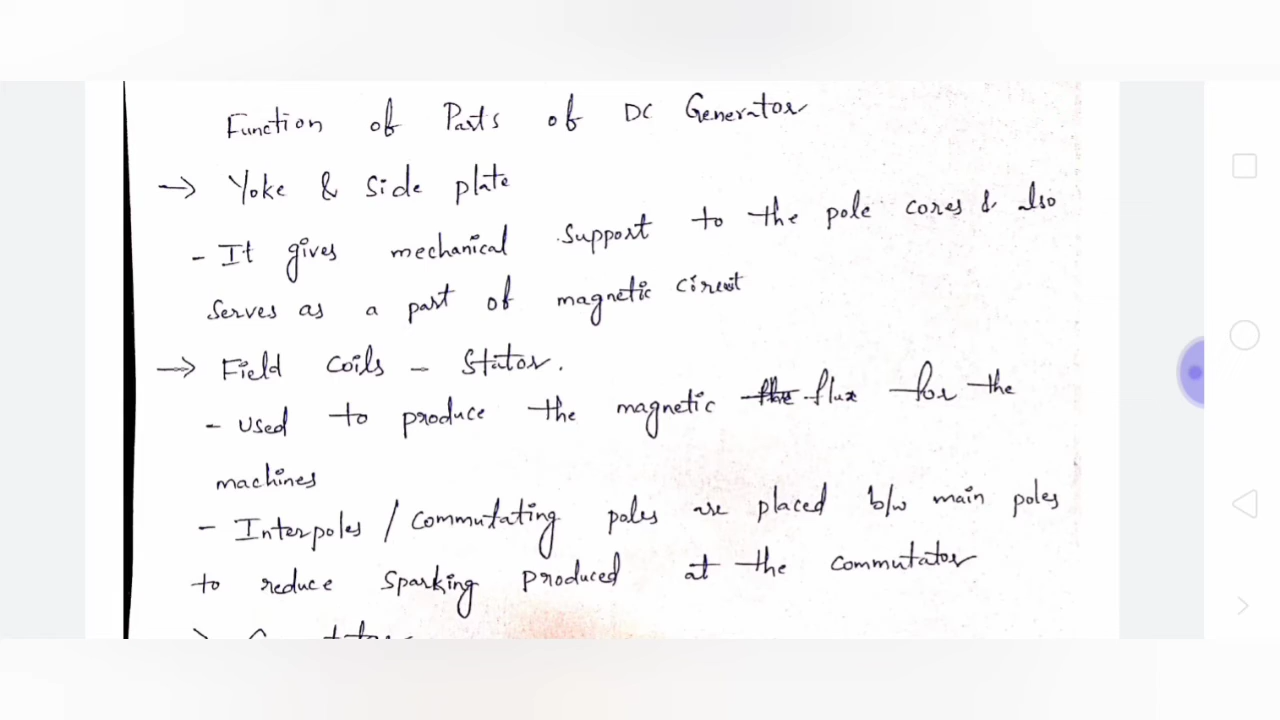 Function of Parts of DC Generator
→ Yoke & Side plate
- It gives mechanical support to the pole cores & also
Serves as a part of magnetic circuit
→ Field Coils - Stator.
- Used to produce the magnetic flux for the
machines
- Interpoles / Commutating poles are placed b/w main poles
to reduce Sparking Produced at the commutator